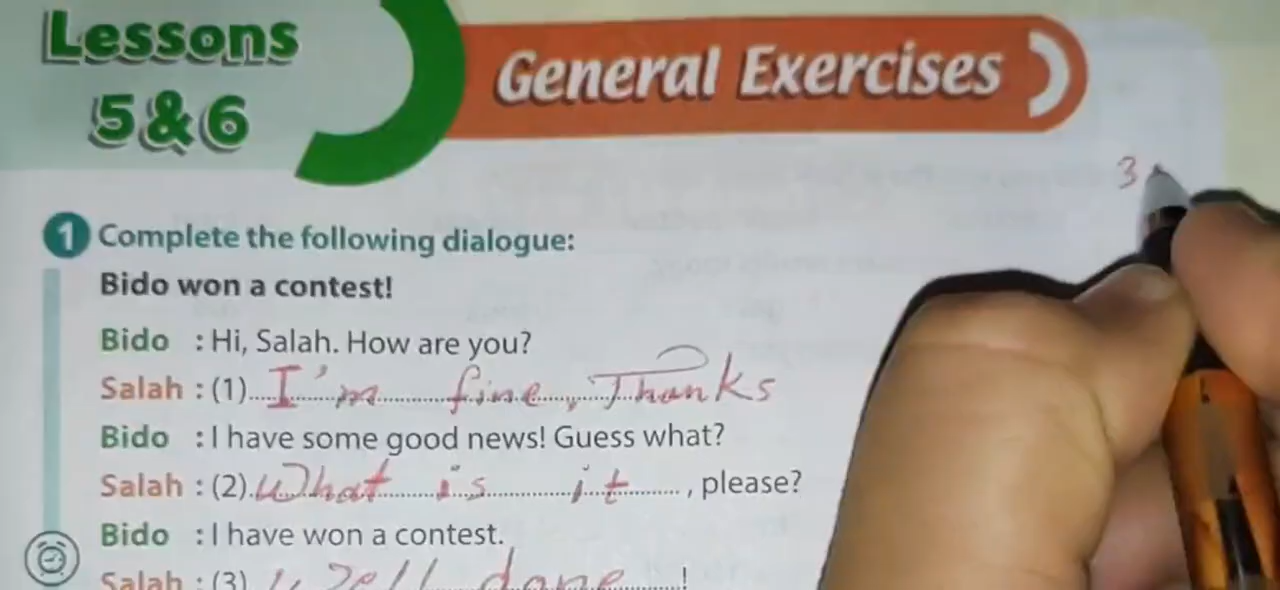 Lessons
5 & 6
General Exercises
3
1 Complete the following dialogue:
Bido won a contest!
Bido : Hi, Salah. How are you?
Salah : (1) I'm fine, Thanks
Bido : I have some good news! Guess what?
Salah : (2) What is it , please?
Bido : I have won a contest.
Salah : (3) Well done !